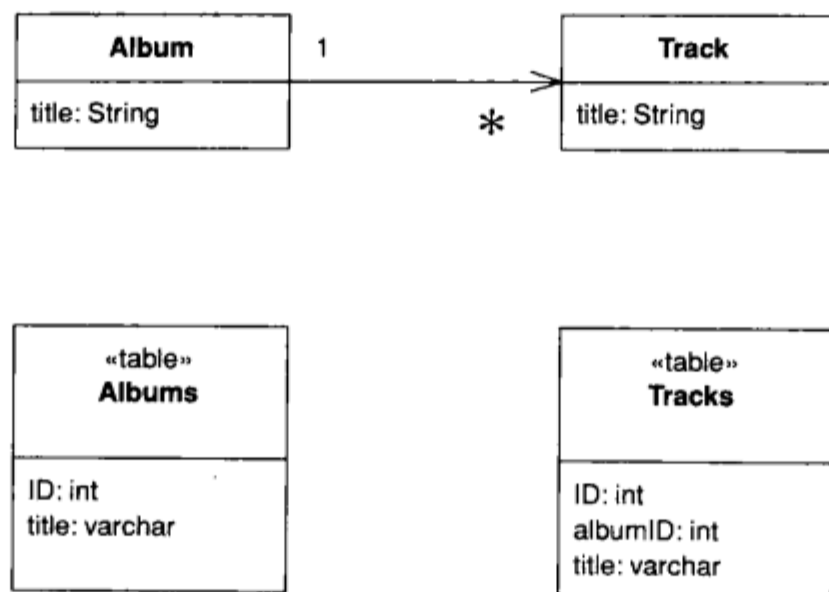 Album
1
Track
title: String
*
title: String
«table»
Albums
«table»
Tracks
ID: int
title: varchar
ID: int
albumID: int
title: varchar